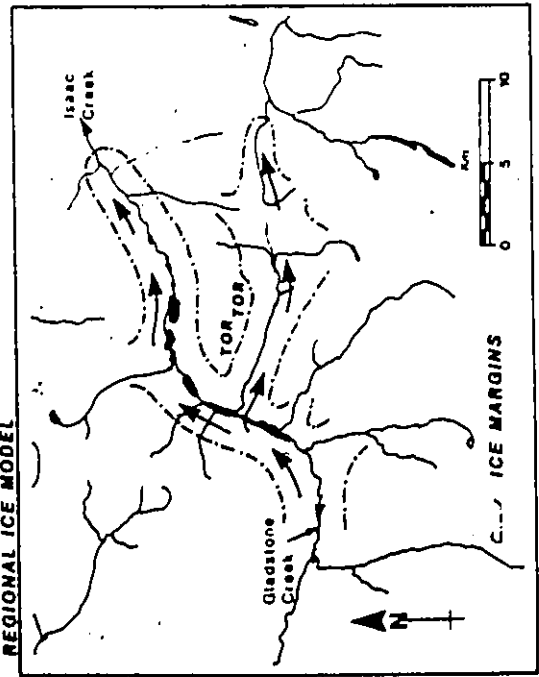 REGIONAL ICE MODEL
Isaac
Creek
TOR
TOR
Gladstone
Creek
ICE MARGINS
N
Km
0 5 10